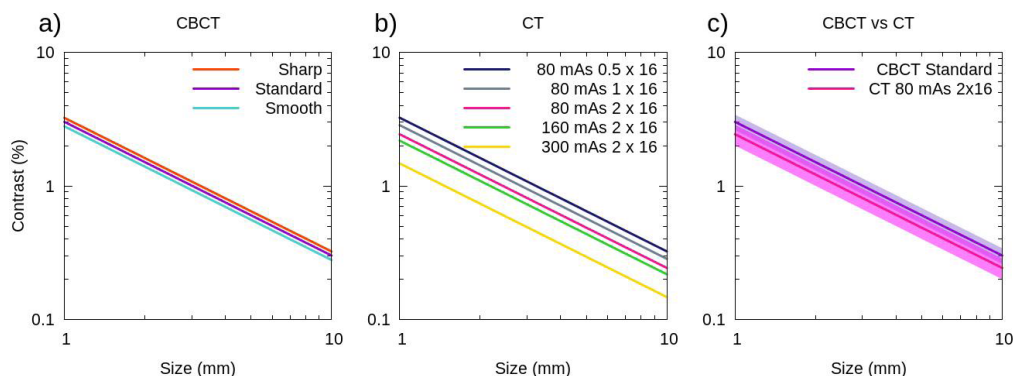 a) CBCT
10
Sharp
Standard
Smooth
1
0.1
Contrast (%)
1 10
Size (mm)
b) CT
10
80 mAs 0.5 x 16
80 mAs 1 x 16
80 mAs 2 x 16
160 mAs 2 x 16
300 mAs 2 x 16
1
0.1
1 10
Size (mm)
c) CBCT vs CT
10
CBCT Standard
CT 80 mAs 2x16
1
0.1
1 10
Size (mm)